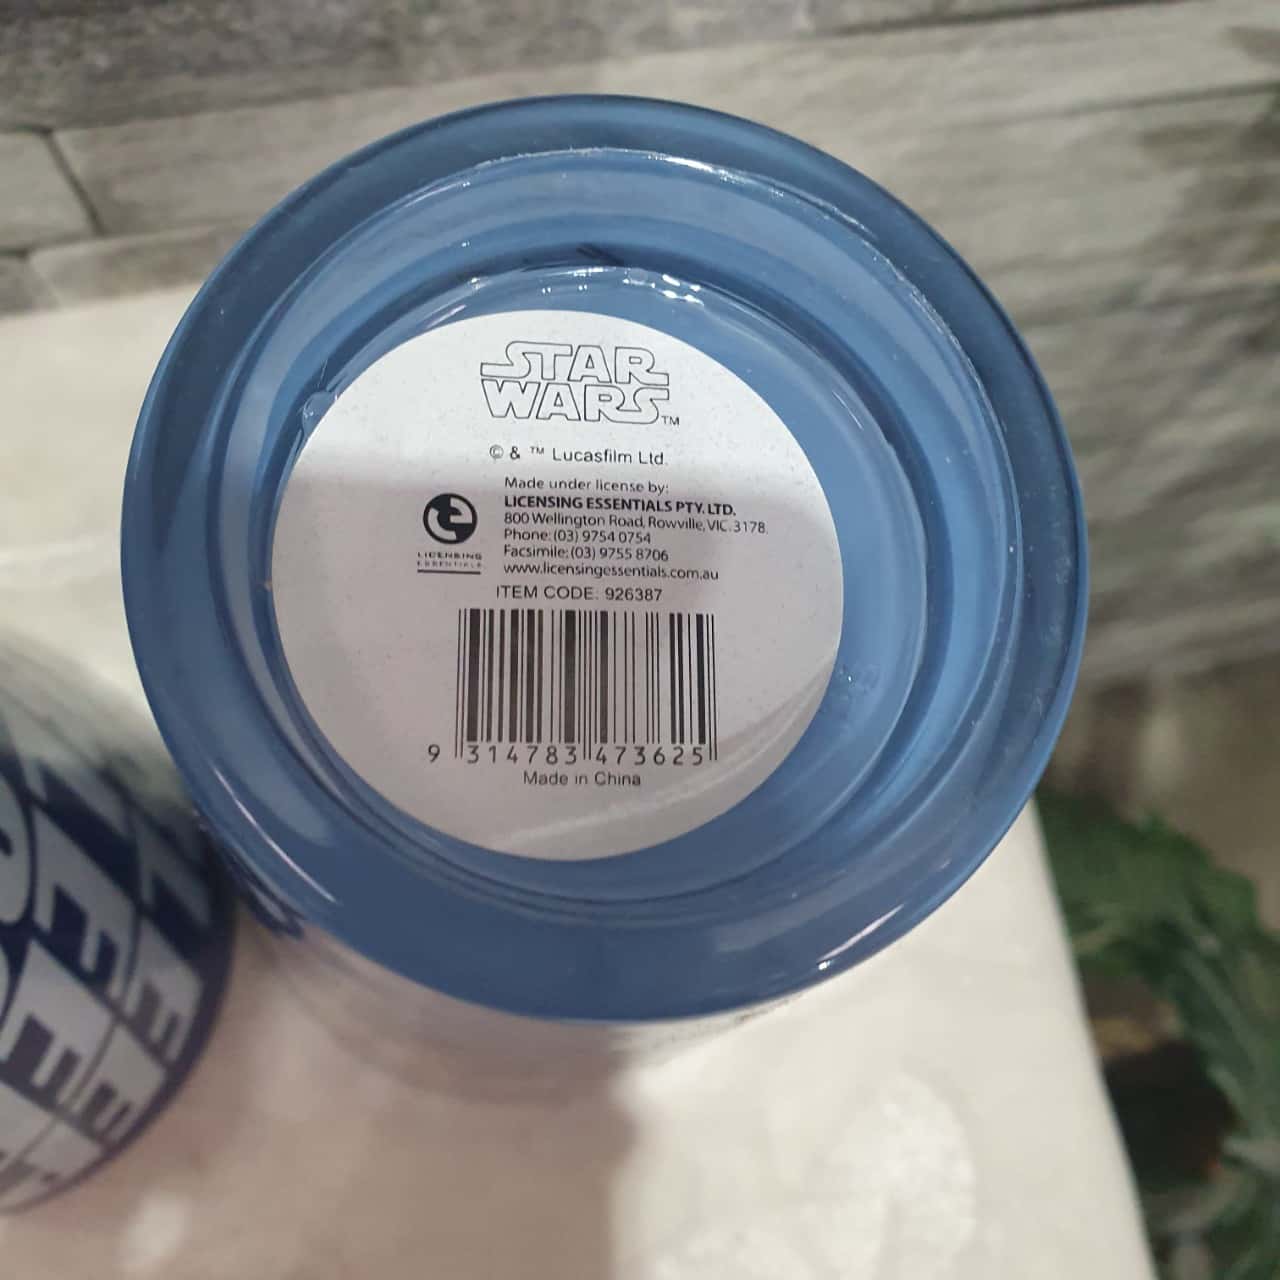 STAR
WARS™
© & ™ Lucasfilm Ltd.
Made under license by:
LICENSING ESSENTIALS PTY. LTD.
800 Wellington Road, Rowville, VIC. 3178.
Phone: (03) 9754 0754
Facsimile: (03) 9755 8706
www.licensingessentials.com.au
LICENSING
ESSENTIALS
ITEM CODE: 926387
9 314783 473625
Made in China